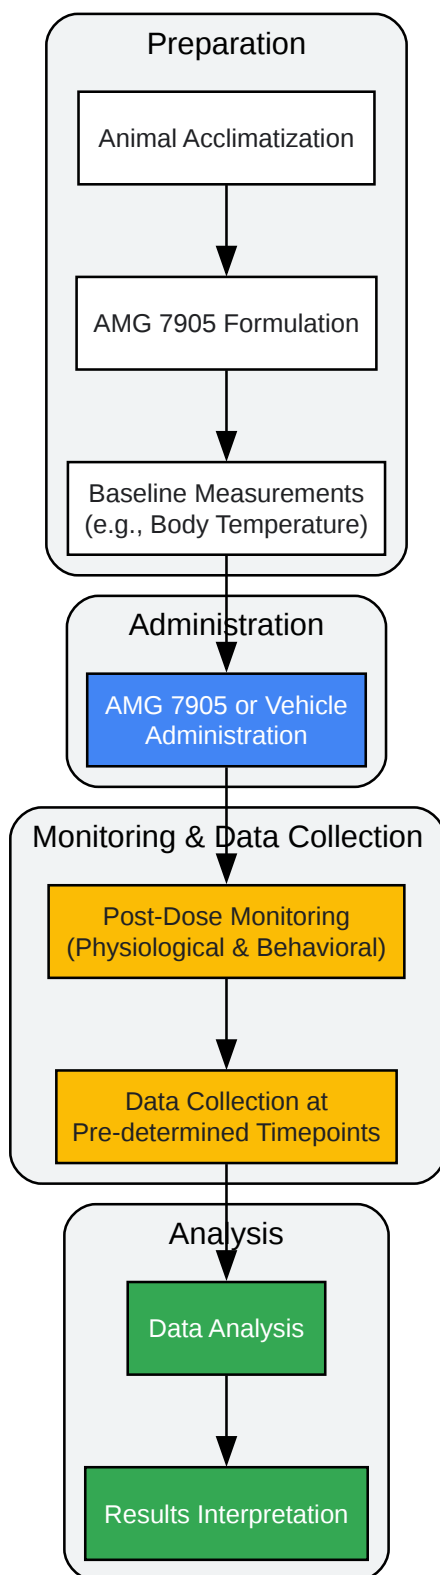 Preparation
Animal Acclimatization
AMG 7905 Formulation
Baseline Measurements
(e.g., Body Temperature)
Administration
AMG 7905 or Vehicle
Administration
Monitoring & Data Collection
Post-Dose Monitoring
(Physiological & Behavioral)
Data Collection at
Pre-determined Timepoints
Analysis
Data Analysis
Results Interpretation